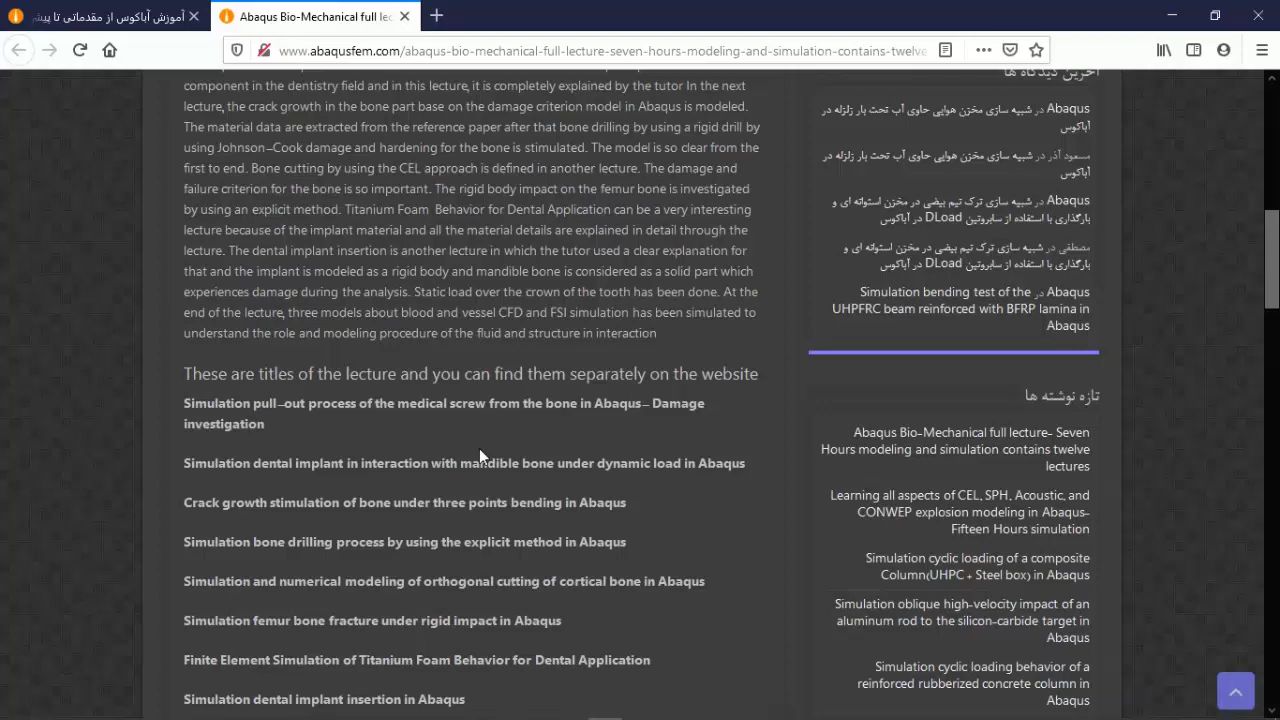 آموزش آباکوس از مقدماتی تا پیش
Abaqus Bio-Mechanical full lec
www.abaqusfem.com/abaqus-bio-mechanical-full-lecture-seven-hours-modeling-and-simulation-contains-twelve
component in the dentistry field and in this lecture, it is completely explained by the tutor In the next
lecture, the crack growth in the bone part base on the damage criterion model in Abaqus is modeled.
The material data are extracted from the reference paper after that bone drilling by using a rigid drill by
using Johnson-Cook damage and hardening for the bone is stimulated. The model is so clear from the
first to end. Bone cutting by using the CEL approach is defined in another lecture. The damage and
failure criterion for the bone is so important. The rigid body impact on the femur bone is investigated
by using an explicit method. Titanium Foam Behavior for Dental Application can be a very interesting
lecture because of the implant material and all the material details are explained in detail through the
lecture. The dental implant insertion is another lecture in which the tutor used a clear explanation for
that and the implant is modeled as a rigid body and mandible bone is considered as a solid part which
experiences damage during the analysis. Static load over the crown of the tooth has been done. At the
end of the lecture, three models about blood and vessel CFD and FSI simulation has been simulated to
understand the role and modeling procedure of the fluid and structure in interaction
These are titles of the lecture and you can find them separately on the website
Simulation pull-out process of the medical screw from the bone in Abaqus- Damage
investigation
Simulation dental implant in interaction with mandible bone under dynamic load in Abaqus
Crack growth stimulation of bone under three points bending in Abaqus
Simulation bone drilling process by using the explicit method in Abaqus
Simulation and numerical modeling of orthogonal cutting of cortical bone in Abaqus
Simulation femur bone fracture under rigid impact in Abaqus
Finite Element Simulation of Titanium Foam Behavior for Dental Application
Simulation dental implant insertion in Abaqus
آخرین دیدگاه ها
Abaqus در شبیه سازی مخزن هوایی حاوی آب تحت بار زلزله در
آباکوس
مسعود آذر در شبیه سازی مخزن هوایی حاوی آب تحت بار زلزله در
آباکوس
Abaqus در شبیه سازی ترک نیم بیضی در مخزن استوانه ای و
بارگذاری با استفاده از سابروتین DLoad در آباکوس
مصطفی در شبیه سازی ترک نیم بیضی در مخزن استوانه ای و
بارگذاری با استفاده از سابروتین DLoad در آباکوس
Abaqus در Simulation bending test of the
UHPFRC beam reinforced with BFRP lamina in
Abaqus
تازه نوشته ها
Abaqus Bio-Mechanical full lecture- Seven
Hours modeling and simulation contains twelve
lectures
Learning all aspects of CEL, SPH, Acoustic, and
CONWEP explosion modeling in Abaqus-
Fifteen Hours simulation
Simulation cyclic loading of a composite
Column(UHPC + Steel box) in Abaqus
Simulation oblique high-velocity impact of an
aluminum rod to the silicon-carbide target in
Abaqus
Simulation cyclic loading behavior of a
reinforced rubberized concrete column in
Abaqus